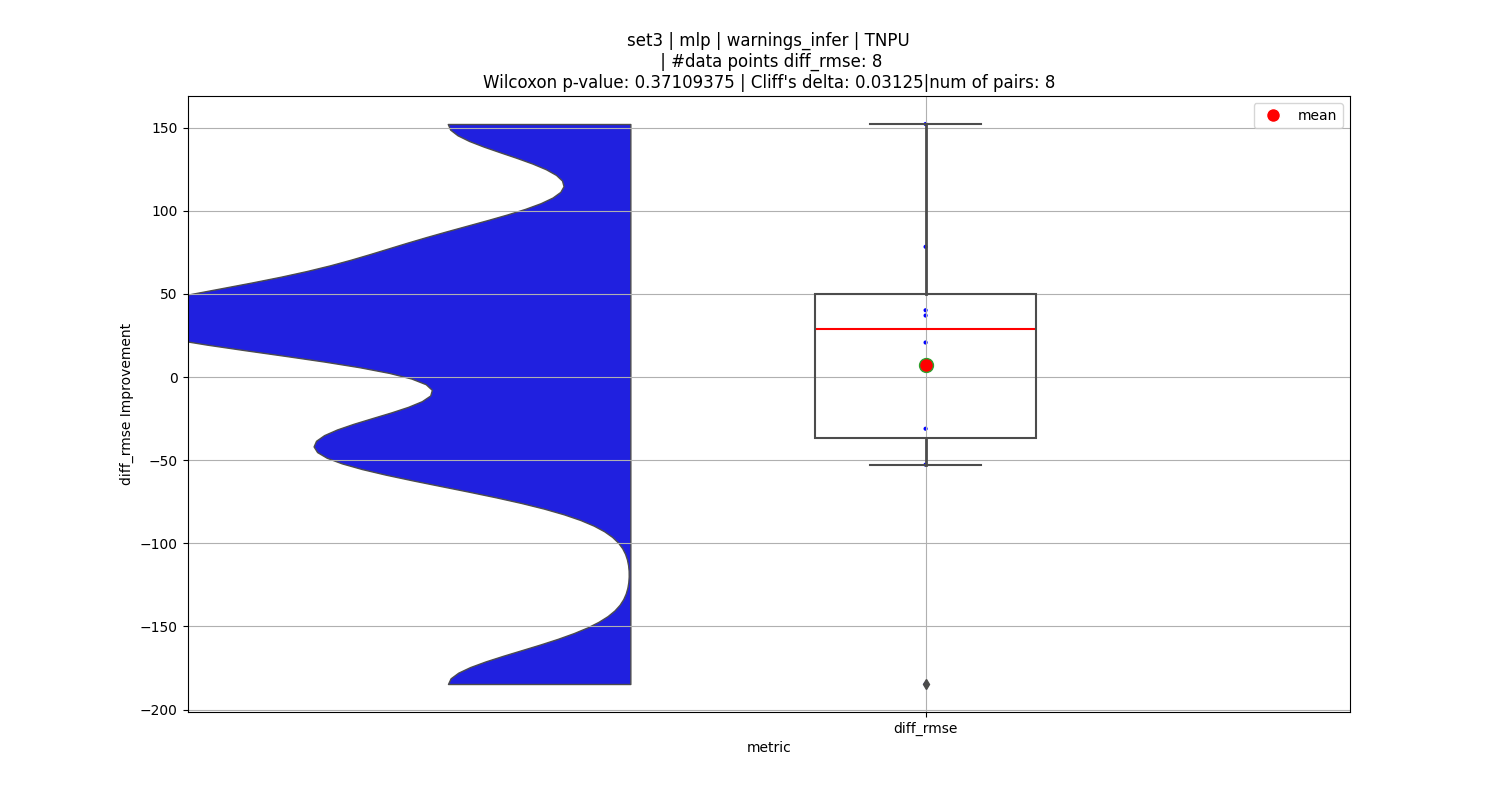 set3 | mlp | warnings_infer | TNPU
| #data points diff_rmse: 8
Wilcoxon p-value: 0.37109375 | Cliff's delta: 0.03125|num of pairs: 8
mean
150
100
50
0
−50
−100
−150
−200
diff_rmse Improvement
diff_rmse
metric